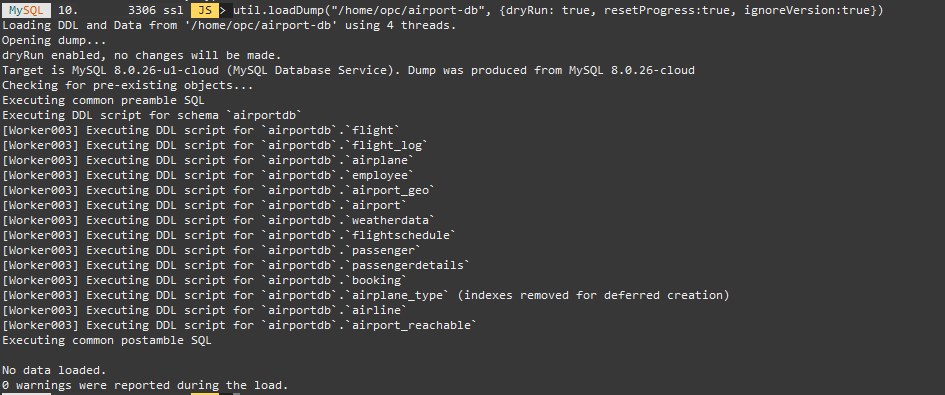 MySQL 10. 3306 ssl JS > util.loadDump("/home/opc/airport-db", {dryRun: true, resetProgress:true, ignoreVersion:true})
Loading DDL and Data from '/home/opc/airport-db' using 4 threads.
Opening dump...
dryRun enabled, no changes will be made.
Target is MySQL 8.0.26-u1-cloud (MySQL Database Service). Dump was produced from MySQL 8.0.26-cloud
Checking for pre-existing objects...
Executing common preamble SQL
Executing DDL script for schema `airportdb`
[Worker003] Executing DDL script for `airportdb`.`flight`
[Worker003] Executing DDL script for `airportdb`.`flight_log`
[Worker003] Executing DDL script for `airportdb`.`airplane`
[Worker003] Executing DDL script for `airportdb`.`employee`
[Worker003] Executing DDL script for `airportdb`.`airport_geo`
[Worker003] Executing DDL script for `airportdb`.`airport`
[Worker003] Executing DDL script for `airportdb`.`weatherdata`
[Worker003] Executing DDL script for `airportdb`.`flightschedule`
[Worker003] Executing DDL script for `airportdb`.`passenger`
[Worker003] Executing DDL script for `airportdb`.`passengerdetails`
[Worker003] Executing DDL script for `airportdb`.`booking`
[Worker003] Executing DDL script for `airportdb`.`airplane_type` (indexes removed for deferred creation)
[Worker003] Executing DDL script for `airportdb`.`airline`
[Worker003] Executing DDL script for `airportdb`.`airport_reachable`
Executing common postamble SQL
No data loaded.
0 warnings were reported during the load.